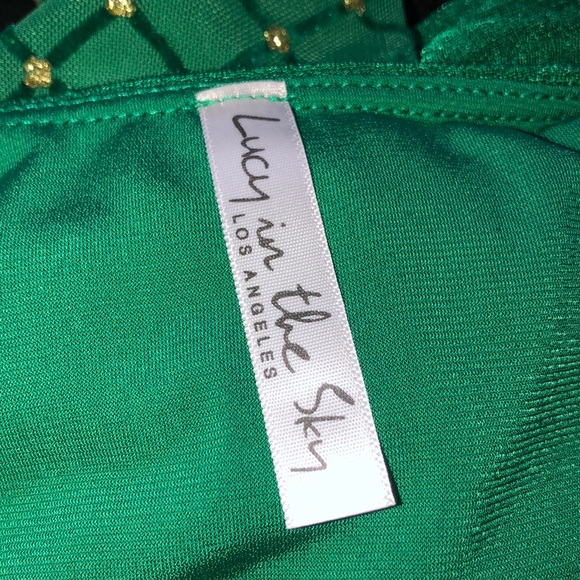 Lucy in the Sky
LOS ANGELES